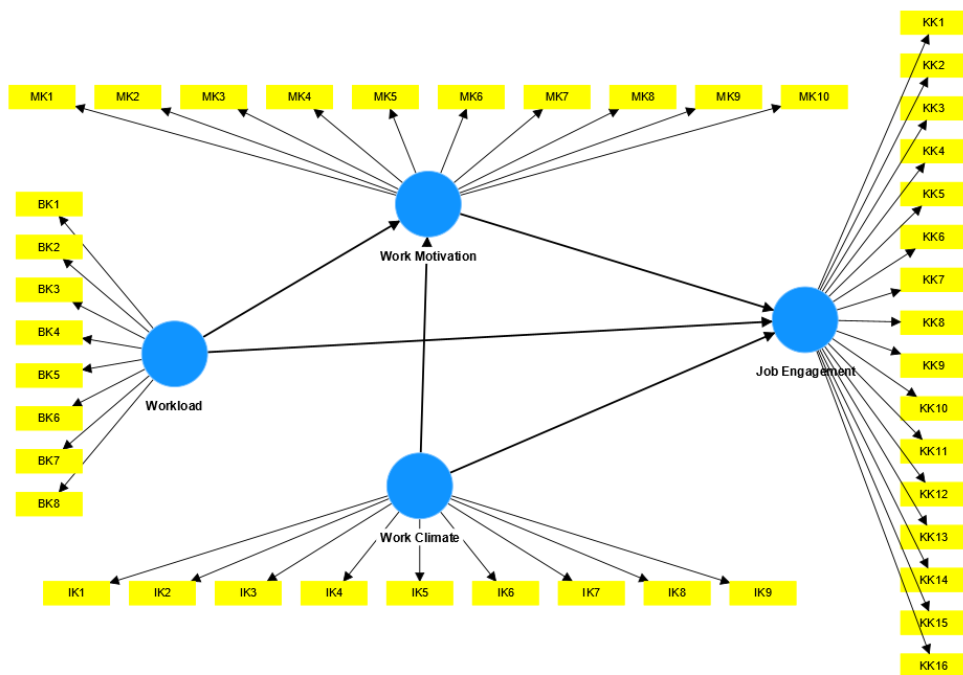 KK1
KK2
MK1 MK2 MK3 MK4 MK5 MK6 MK7 MK8 MK9 MK10
KK3
KK4
KK5
BK1
KK6
BK2
Work Motivation
KK7
BK3
KK8
BK4
KK9
Job Engagement
BK5
Workload
KK10
BK6
KK11
BK7
KK12
BK8
Work Climate
KK13
KK14
IK1 IK2 IK3 IK4 IK5 IK6 IK7 IK8 IK9
KK15
KK16